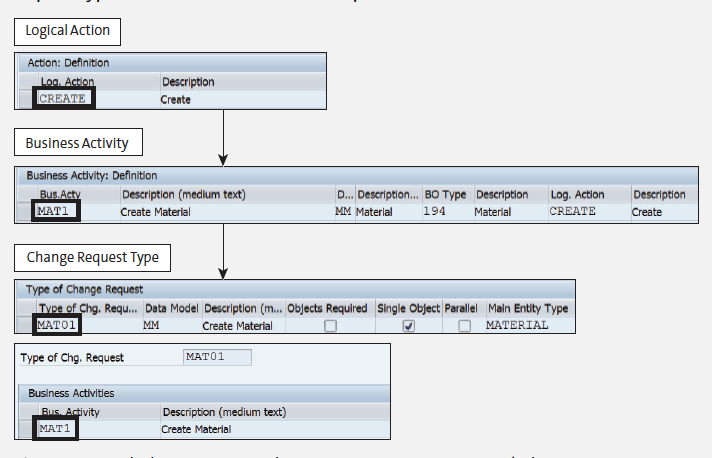 Logical Action
Action: Definition
Log. Action Description
CREATE Create
Business Activity
Business Activity: Definition
Bus.Actv Description (medium text) D... Description... BO Type Description Log. Action Description
MAT1 Create Material MM Material 194 Material CREATE Create
Change Request Type
Type of Change Request
Type of Chg. Requ... Data Model Description (m... Objects Required Single Object Parallel Main Entity Type
MAT01 MM Create Material MATERIAL
Type of Chg. Request MAT01
Business Activities
Bus. Activity Description (medium text)
MAT1 Create Material